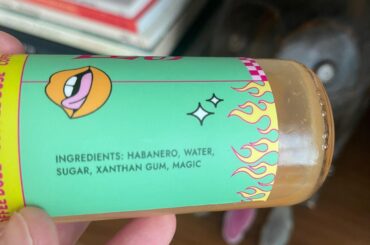 INGREDIENTS: HABANERO, WATER,
SUGAR, XANTHAN GUM, MAGIC